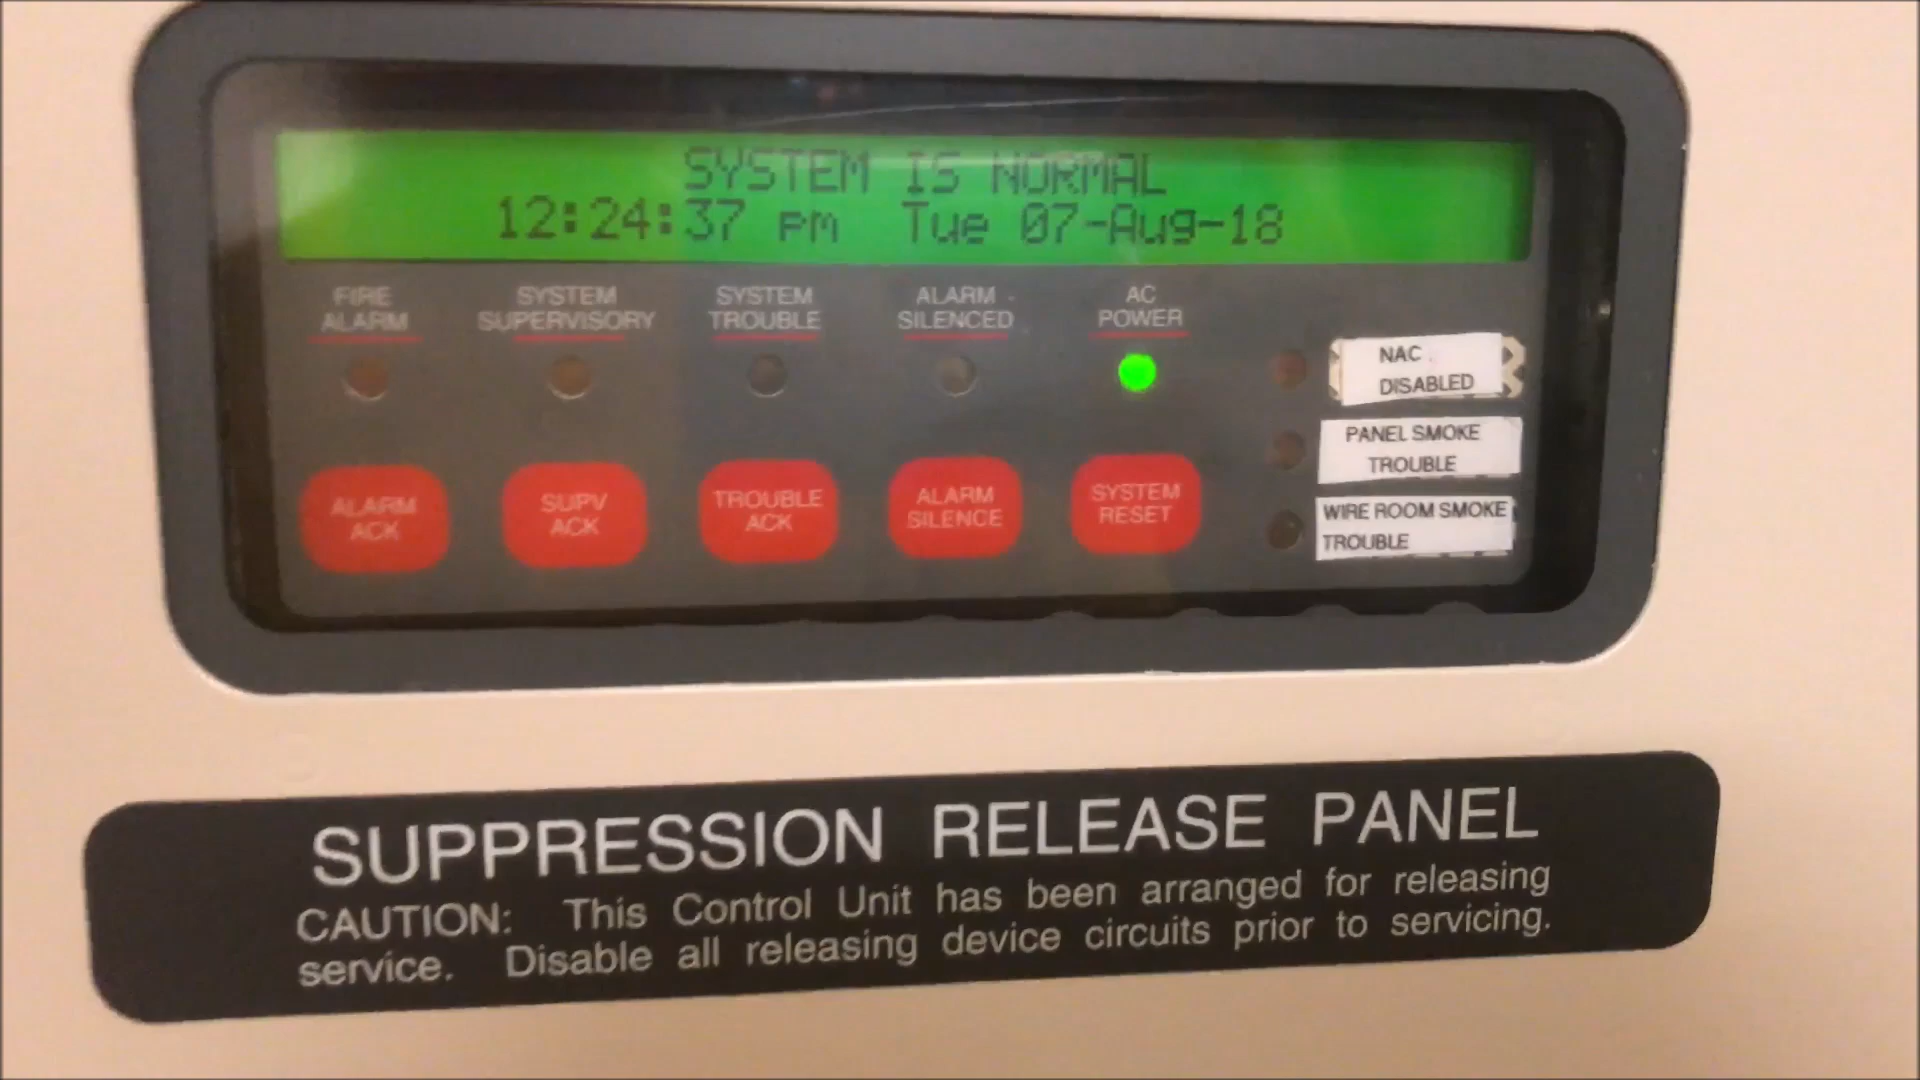 SYSTEM IS NORMAL
12:24:37 pm Tue 07-Aug-18
FIRE
ALARM
SYSTEM
SUPERVISORY
SYSTEM
TROUBLE
ALARM
SILENCED
AC
POWER
NAC
DISABLED
PANEL SMOKE
TROUBLE
WIRE ROOM SMOKE
TROUBLE
ALARM
ACK
SUPV
ACK
TROUBLE
ACK
ALARM
SILENCE
SYSTEM
RESET
SUPPRESSION RELEASE PANEL
CAUTION: This Control Unit has been arranged for releasing
service. Disable all releasing device circuits prior to servicing.